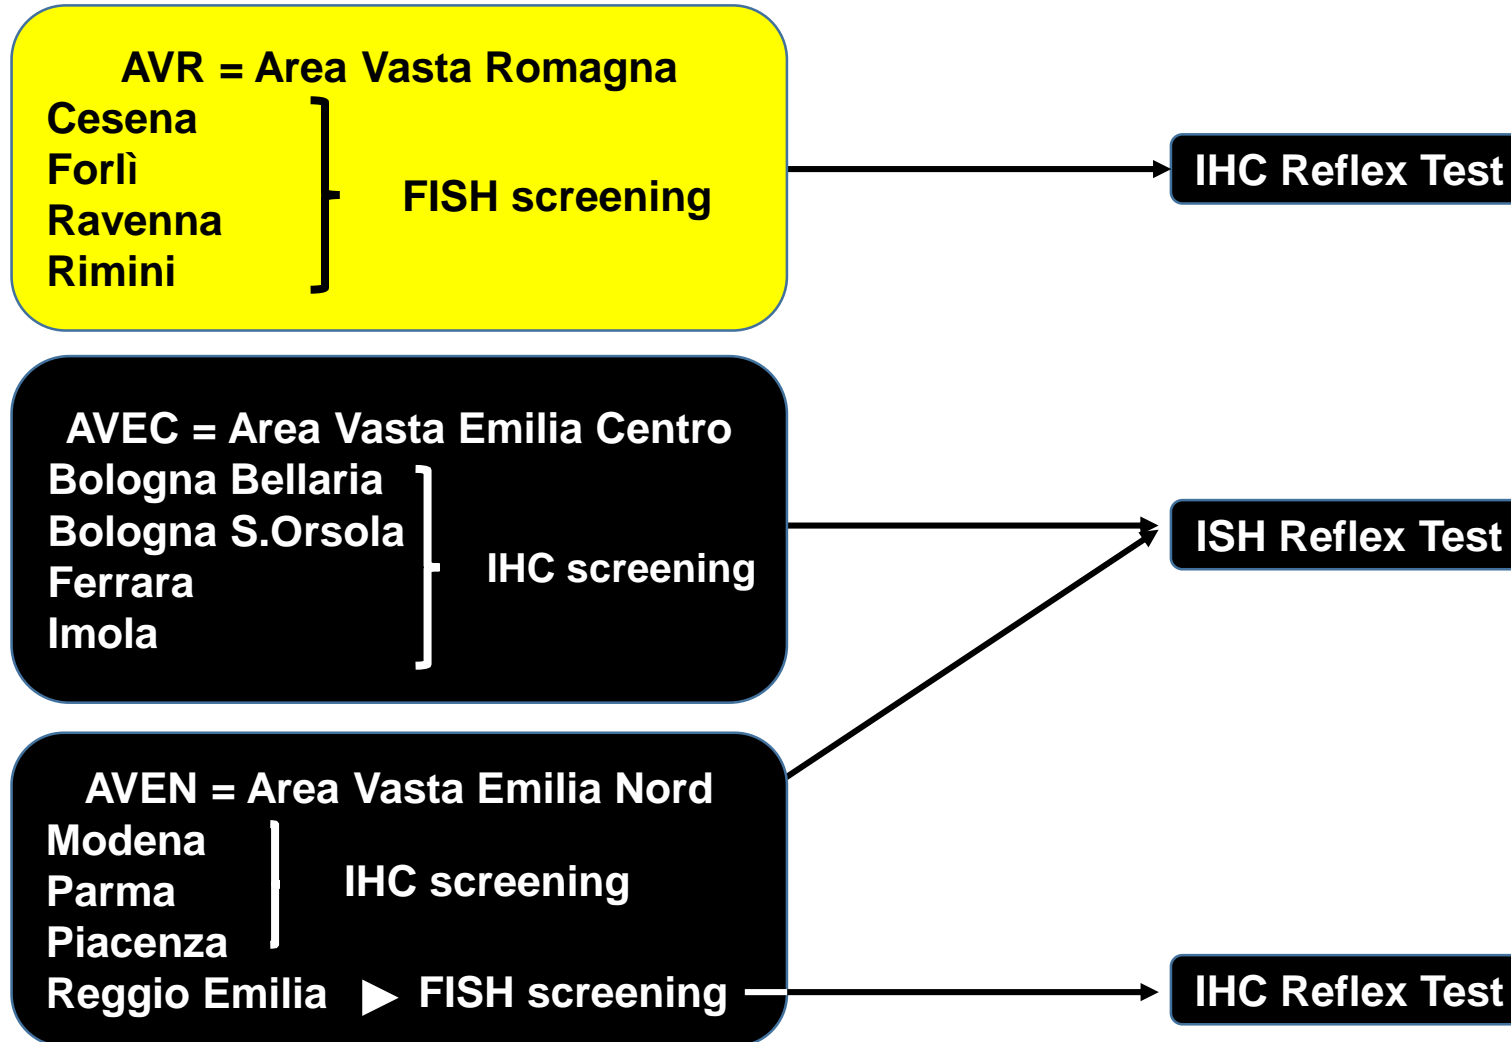 AVR = Area Vasta Romagna
Cesena
Forlì
Ravenna
Rimini
FISH screening
IHC Reflex Test
AVEC = Area Vasta Emilia Centro
Bologna Bellaria
Bologna S.Orsola
Ferrara
Imola
IHC screening
ISH Reflex Test
AVEN = Area Vasta Emilia Nord
Modena
Parma
Piacenza
IHC screening
Reggio Emilia ► FISH screening
IHC Reflex Test